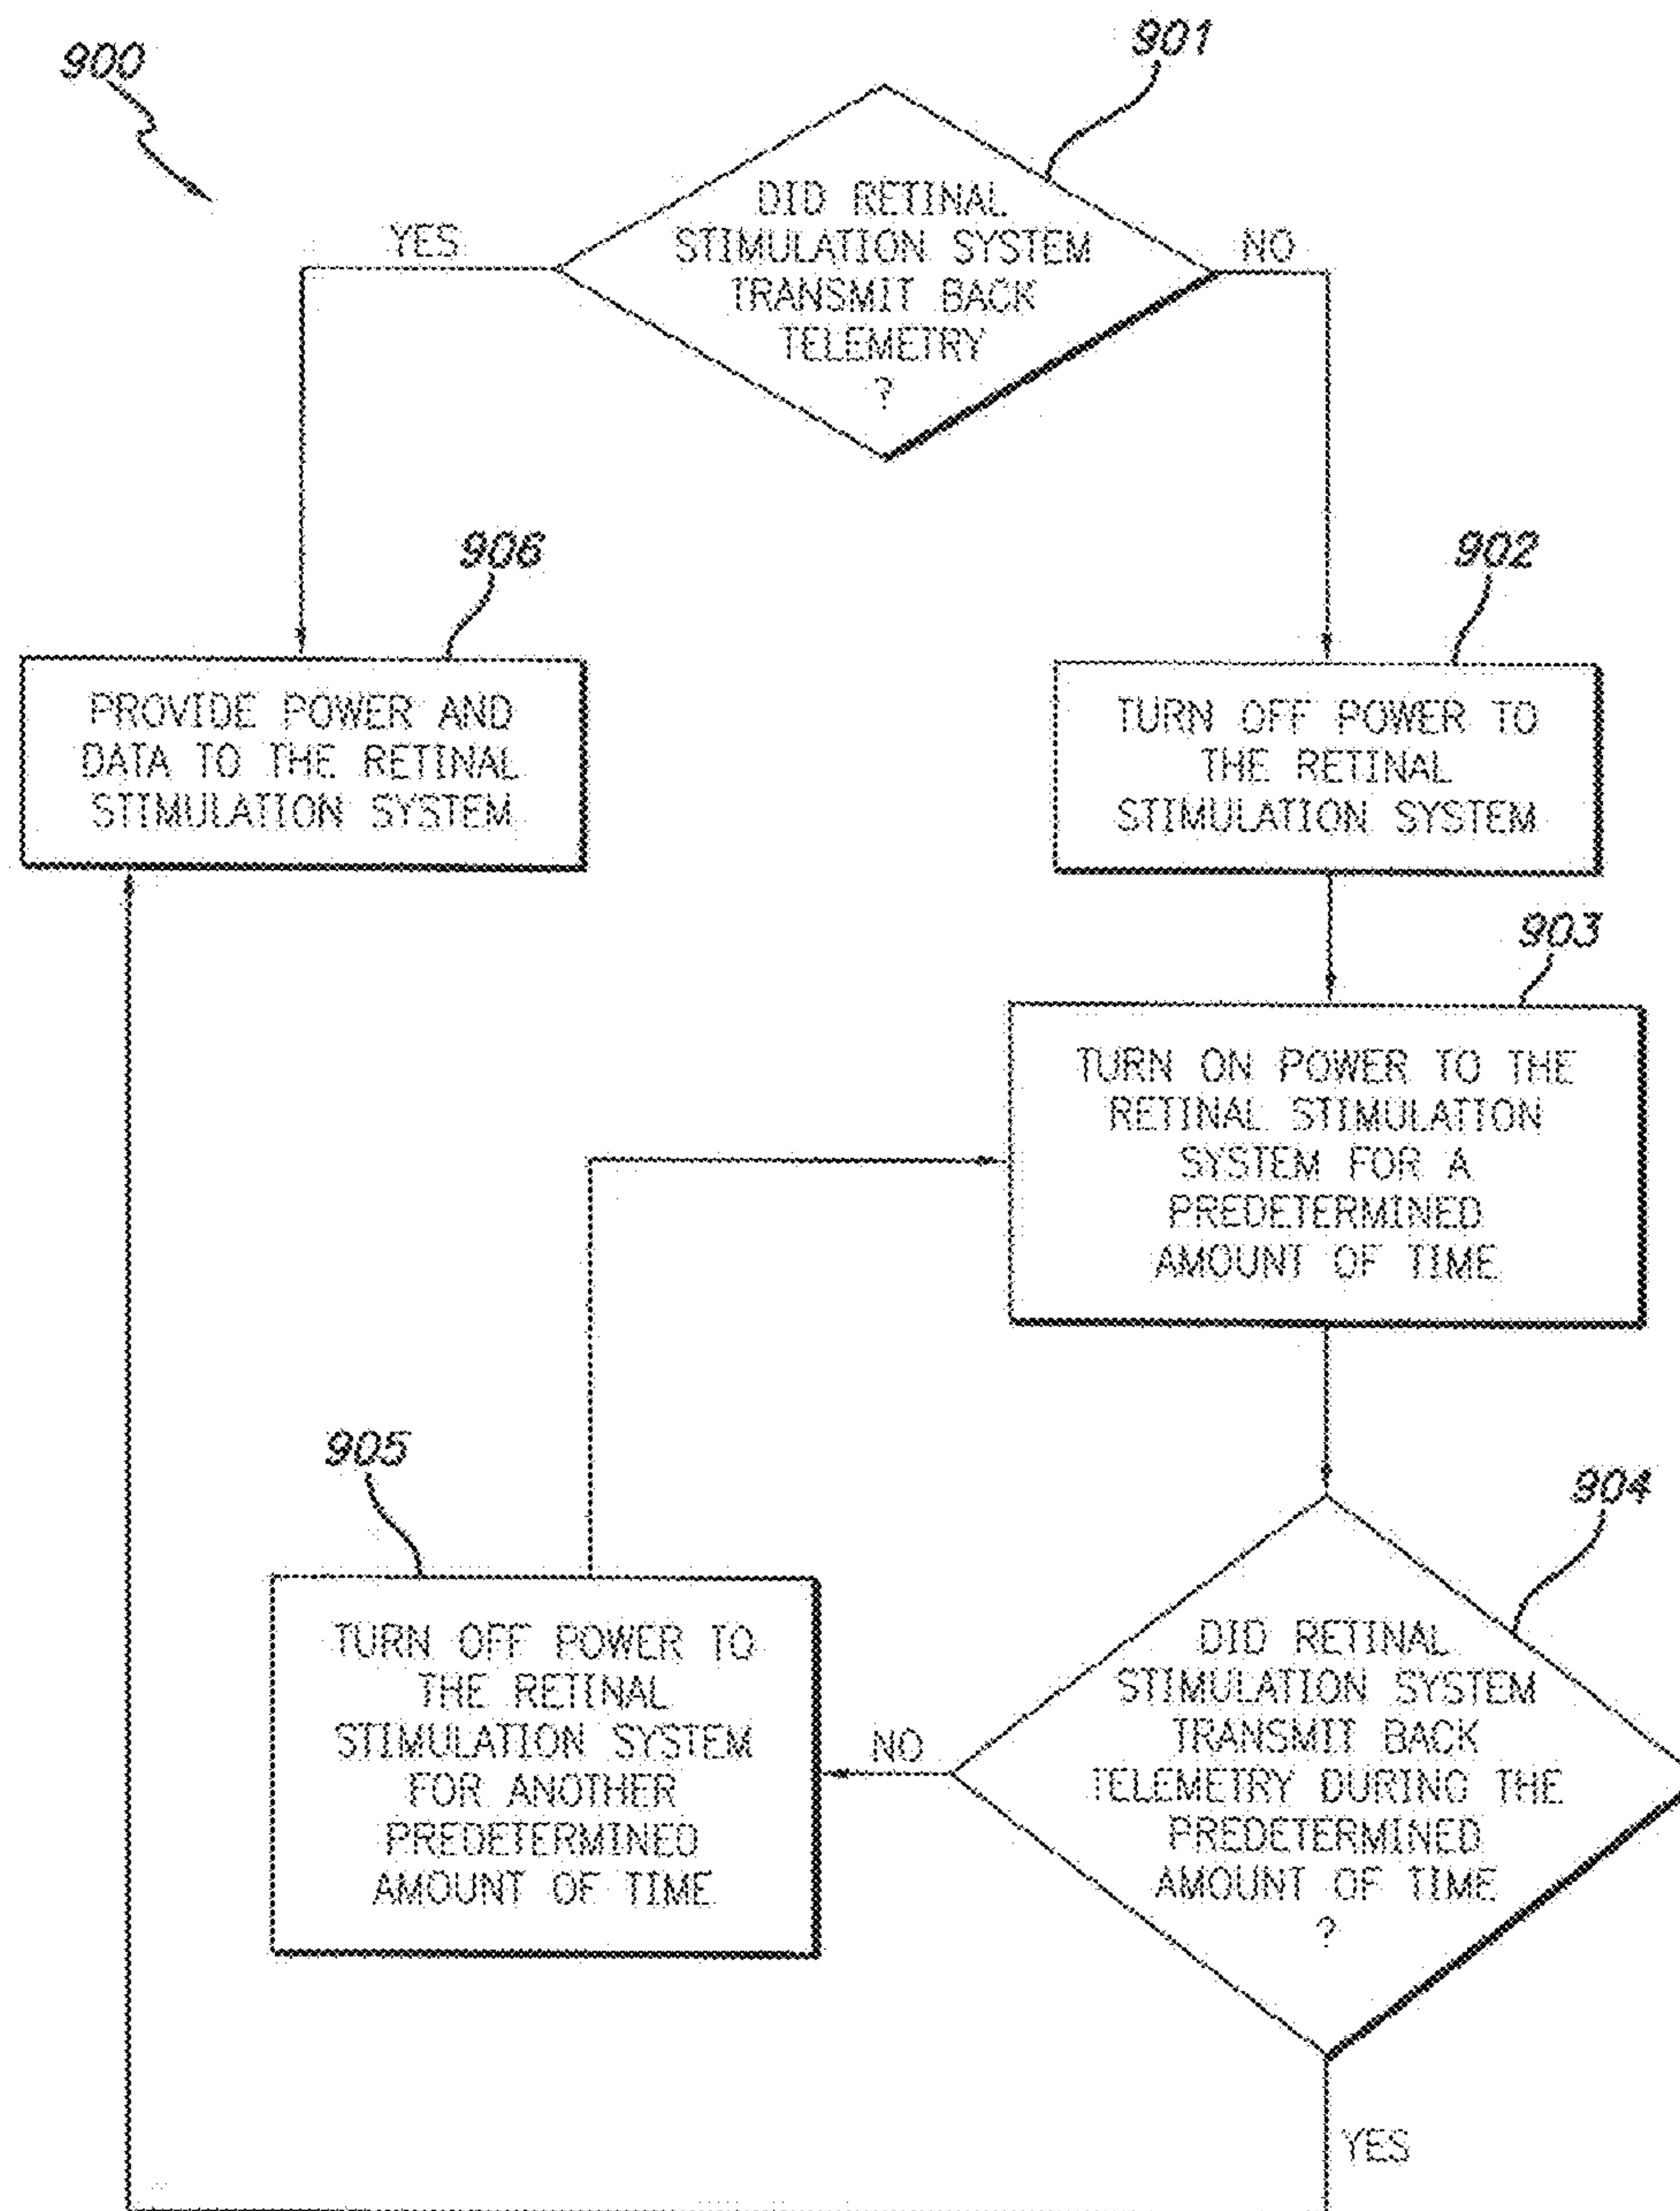 900
901
DID RETINAL
STIMULATION SYSTEM
TRANSMIT BACK
TELEMETRY
?
YES
NO
906
PROVIDE POWER AND
DATA TO THE RETINAL
STIMULATION SYSTEM
902
TURN OFF POWER TO
THE RETINAL
STIMULATION SYSTEM
903
TURN ON POWER TO THE
RETINAL STIMULATION
SYSTEM FOR A
PREDETERMINED
AMOUNT OF TIME
904
DID RETINAL
STIMULATION SYSTEM
TRANSMIT BACK
TELEMETRY DURING THE
PREDETERMINED
AMOUNT OF TIME
?
NO
905
TURN OFF POWER TO
THE RETINAL
STIMULATION SYSTEM
FOR ANOTHER
PREDETERMINED
AMOUNT OF TIME
YES